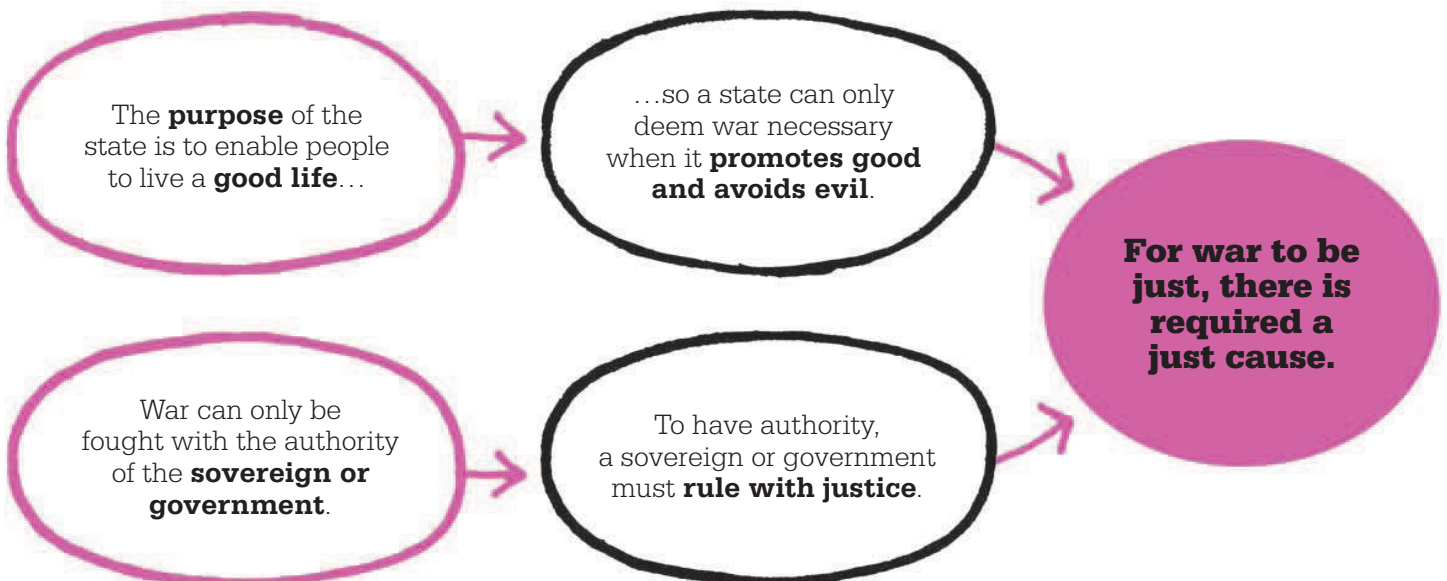 The purpose of the
state is to enable people
to live a good life…
…so a state can only
deem war necessary
when it promotes good
and avoids evil.
War can only be
fought with the authority
of the sovereign or
government.
To have authority,
a sovereign or government
must rule with justice.
For war to be
just, there is
required a
just cause.